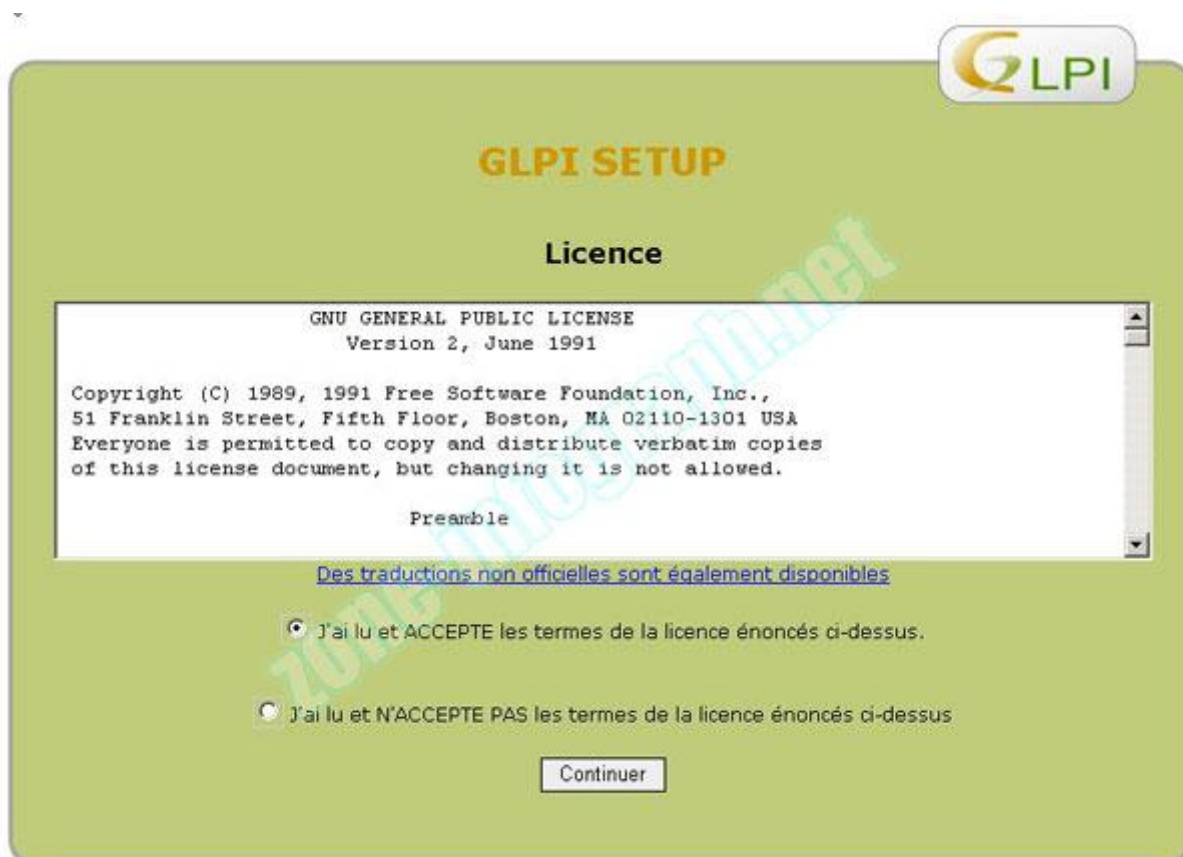 GLPI
GLPI SETUP
Licence
GNU GENERAL PUBLIC LICENSE
Version 2, June 1991
Copyright (C) 1989, 1991 Free Software Foundation, Inc.,
51 Franklin Street, Fifth Floor, Boston, MA 02110-1301 USA
Everyone is permitted to copy and distribute verbatim copies
of this license document, but changing it is not allowed.
Preamble
Des traductions non officielles sont également disponibles
J'ai lu et ACCEPTE les termes de la licence énoncés ci-dessus.
J'ai lu et N'ACCEPTE PAS les termes de la licence énoncés ci-dessus
Continuer
zone-infograph.net